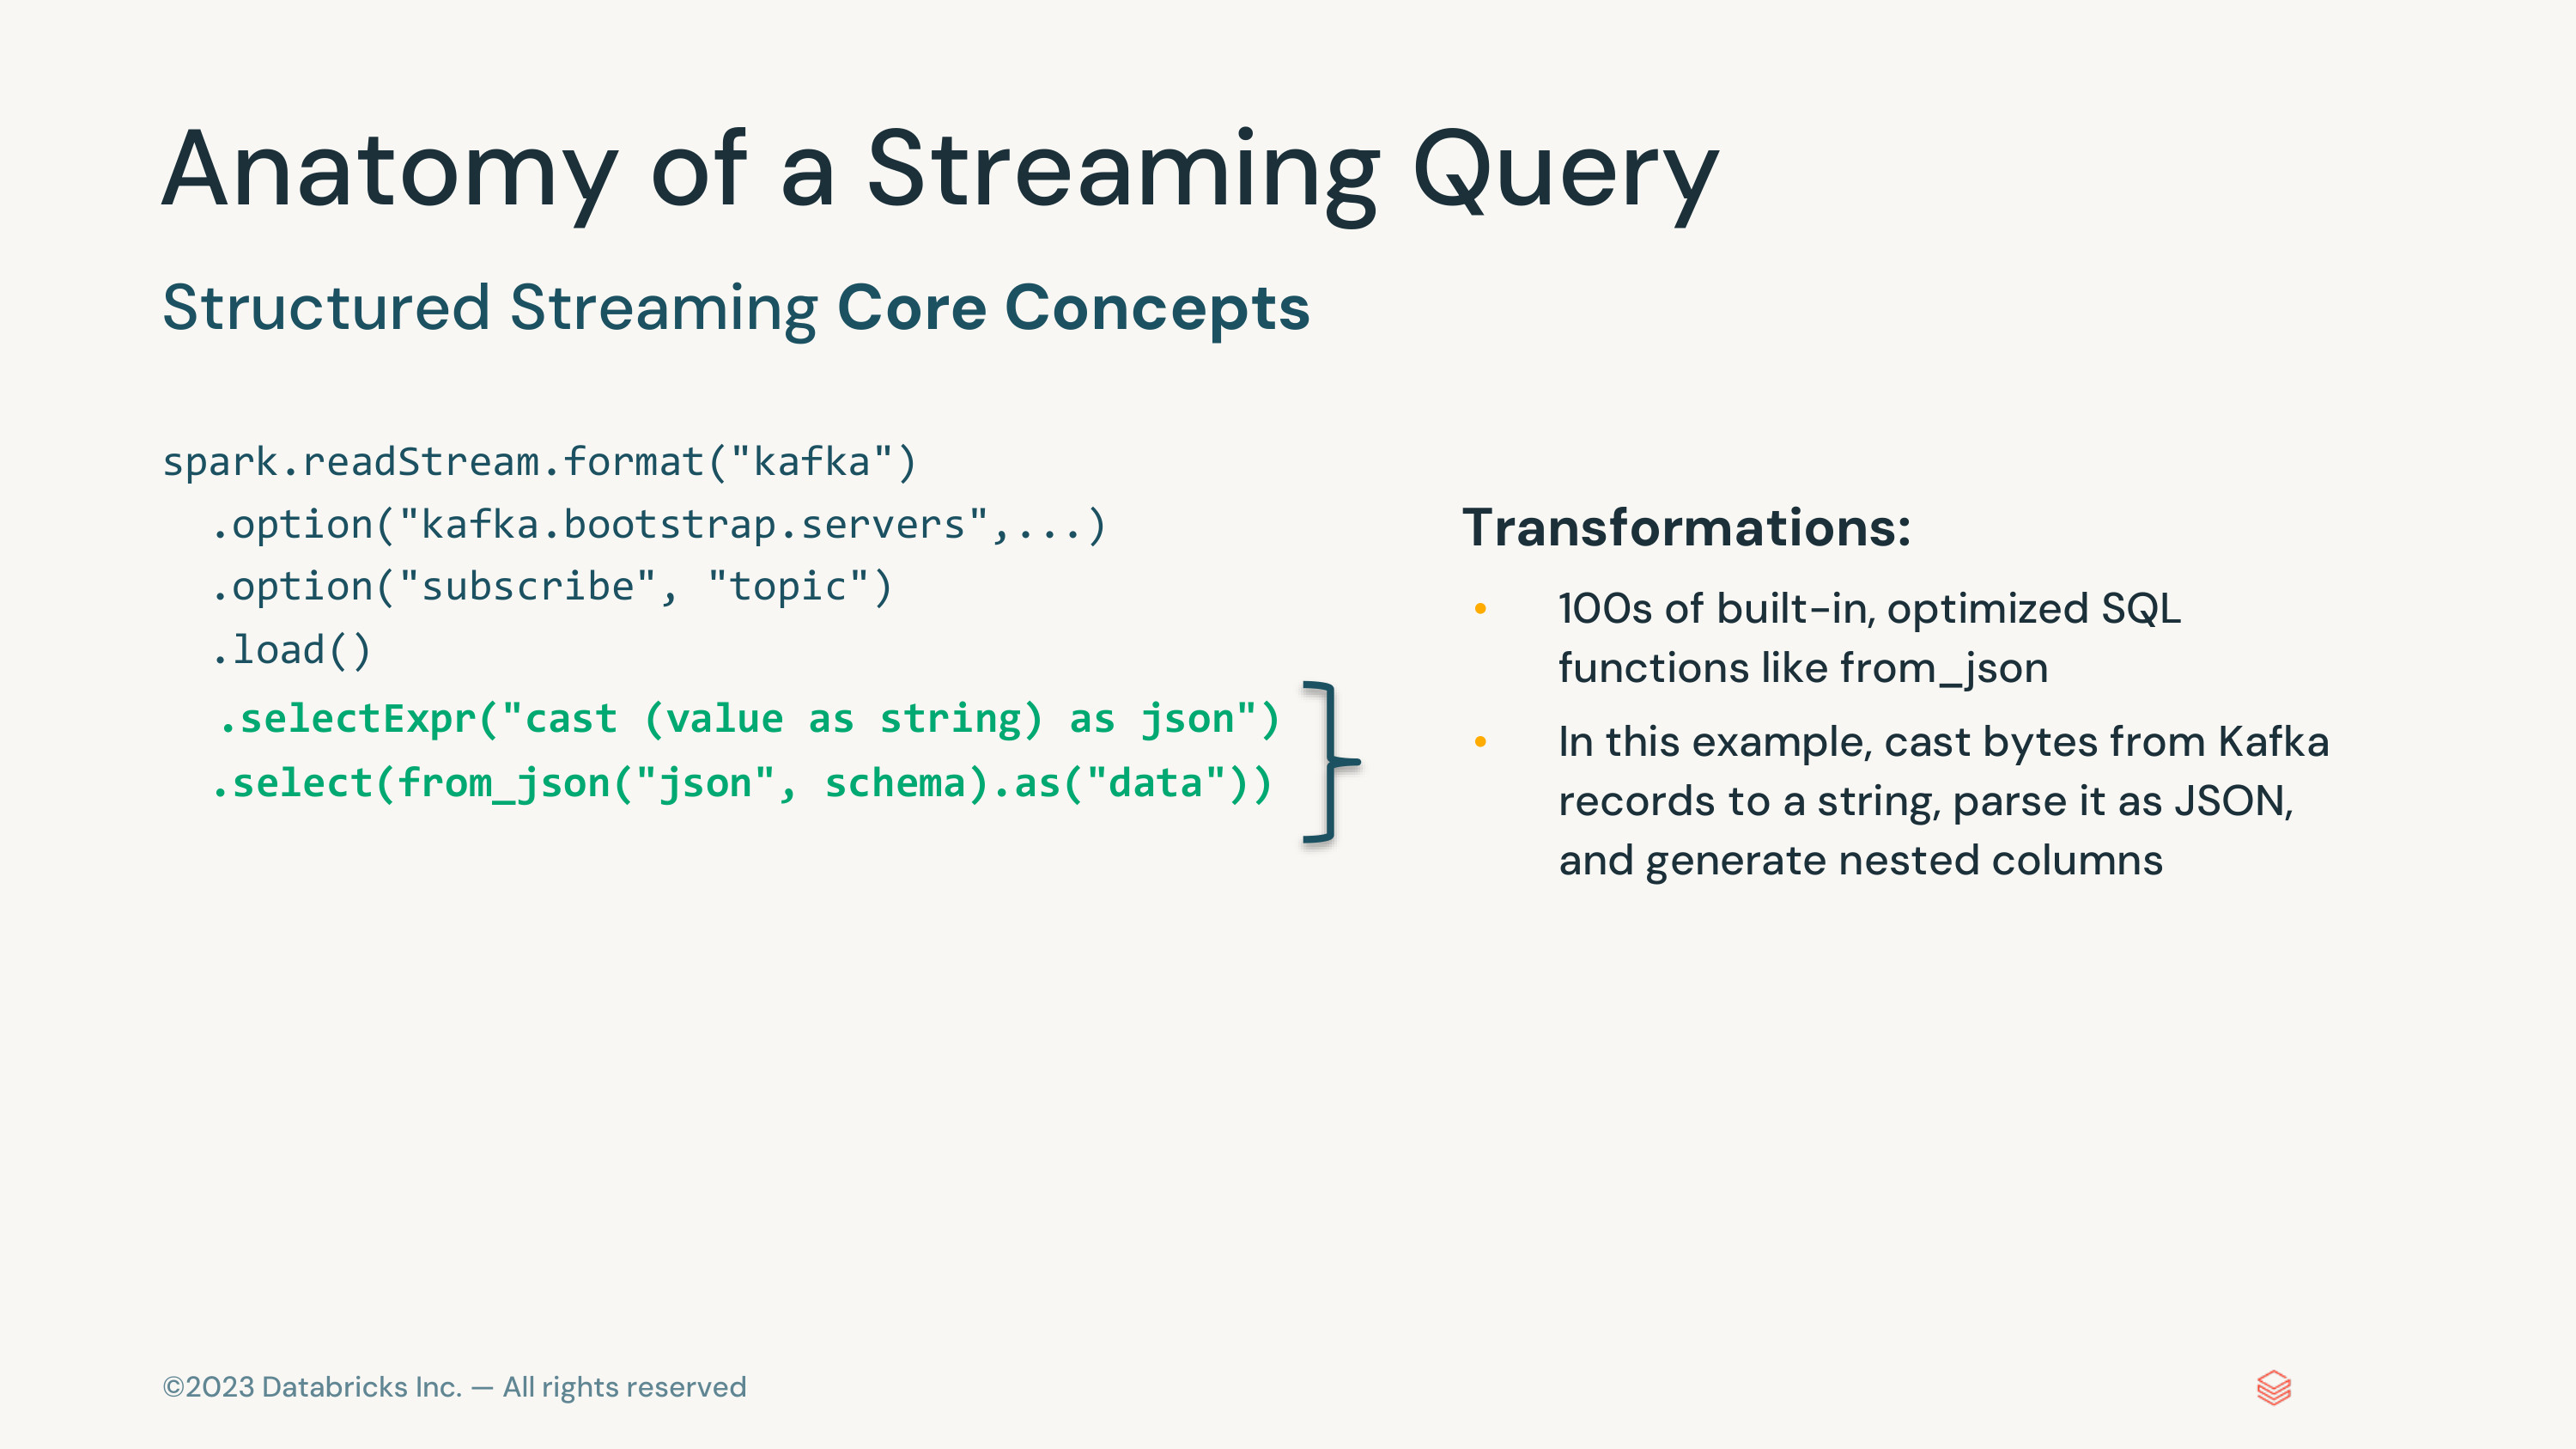 Anatomy of a Streaming Query
Structured Streaming Core Concepts
spark.readStream.format("kafka")
.option("kafka.bootstrap.servers",...)
.option("subscribe", "topic")
.load()
.selectExpr("cast (value as string) as json")
.select(from_json("json", schema).as("data"))
Transformations:
• 100s of built-in, optimized SQL
functions like from_json
• In this example, cast bytes from Kafka
records to a string, parse it as JSON,
and generate nested columns
©2023 Databricks Inc. — All rights reserved